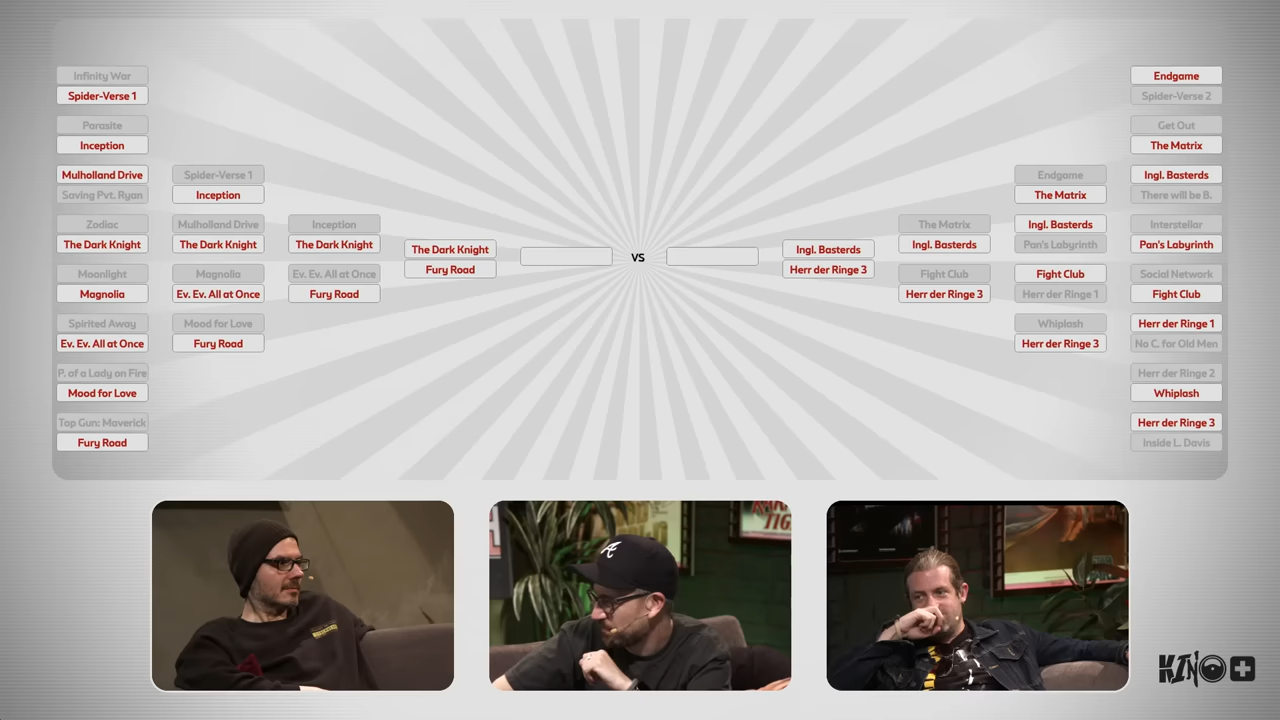 Infinity War
Spider-Verse 1
Parasite
Inception
Mulholland Drive
Saving Pvt. Ryan
Zodiac
The Dark Knight
Moonlight
Magnolia
Spirited Away
Ev. Ev. All at Once
P. of a Lady on Fire
Mood for Love
Top Gun: Maverick
Fury Road
Spider-Verse 1
Inception
Mulholland Drive
The Dark Knight
Magnolia
Ev. Ev. All at Once
Mood for Love
Fury Road
Inception
The Dark Knight
Ev. Ev. All at Once
Fury Road
The Dark Knight
Fury Road
VS
Ingl. Basterds
Herr der Ringe 3
The Matrix
Ingl. Basterds
Fight Club
Herr der Ringe 3
Endgame
The Matrix
Ingl. Basterds
Pan's Labyrinth
Fight Club
Herr der Ringe 1
Whiplash
Herr der Ringe 3
Endgame
Spider-Verse 2
Get Out
The Matrix
Ingl. Basterds
There will be B.
Interstellar
Pan's Labyrinth
Social Network
Fight Club
Herr der Ringe 1
No C. for Old Men
Herr der Ringe 2
Whiplash
Herr der Ringe 3
Inside L. Davis
KINO+